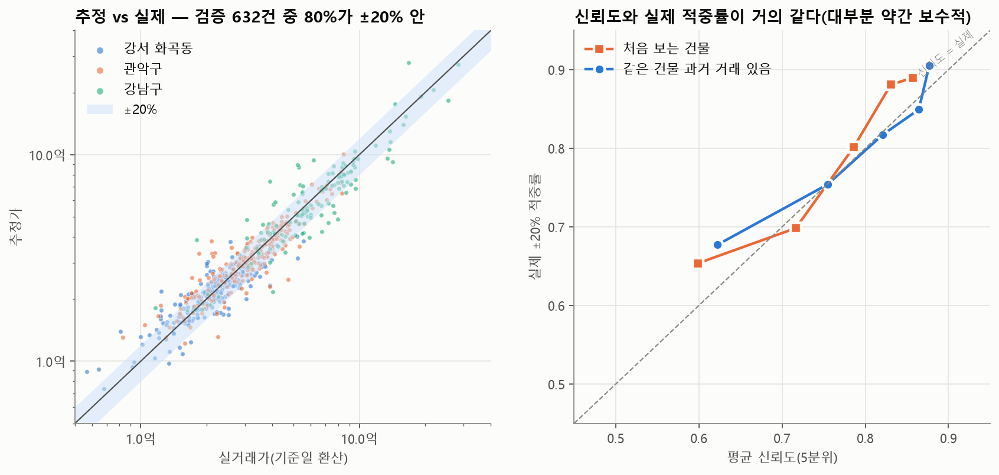 추정 vs 실제 — 검증 632건 중 80%가 ±20% 안
강서 화곡동
관악구
강남구
±20%
10.0억
1.0억
추정가
1.0억
10.0억
실거래가(기준일 환산)
신뢰도와 실제 적중률이 거의 같다(대부분 약간 보수적)
처음 보는 건물
같은 건물 과거 거래 있음
신뢰도 = 실제
0.9
0.8
0.7
0.6
0.5
실제 ±20% 적중률
0.5
0.6
0.7
0.8
0.9
평균 신뢰도(5분위)